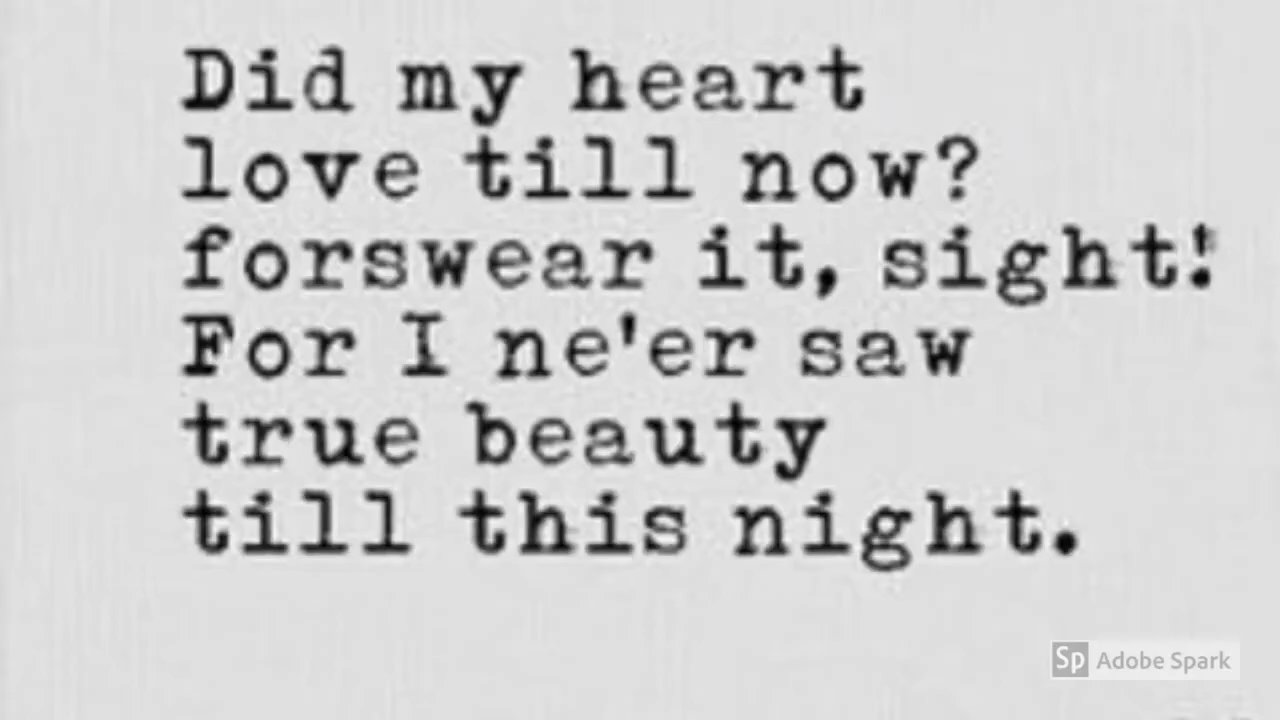 Did my heart
love till now?
forswear it, sight!
For I ne'er saw
true beauty
till this night.
Sp Adobe Spark